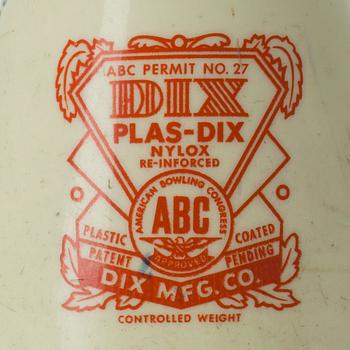 ABC PERMIT NO. 27
DIX
PLAS-DIX
NYLOX
RE-INFORCED
AMERICAN BOWLING CONGRESS
ABC
APPROVED
PLASTIC COATED
PATENT PENDING
DIX MFG. CO.
CONTROLLED WEIGHT